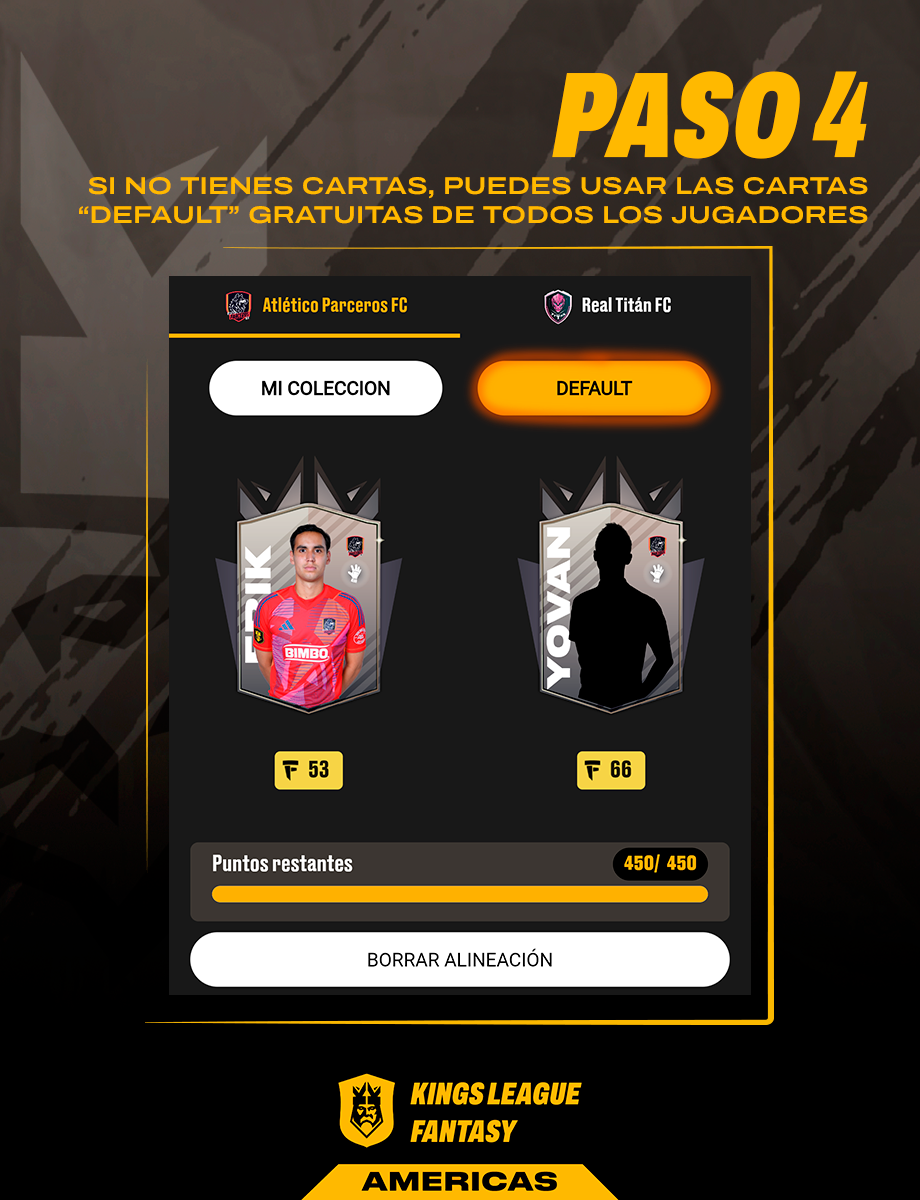 PASO 4
SI NO TIENES CARTAS, PUEDES USAR LAS CARTAS
“DEFAULT” GRATUITAS DE TODOS LOS JUGADORES
Atlético Parceros FC
Real Titán FC
MI COLECCION
DEFAULT
ERIK
BIMBO
YOVAN
53
66
Puntos restantes
450/ 450
BORRAR ALINEACIÓN
KINGS LEAGUE
FANTASY
AMERICAS